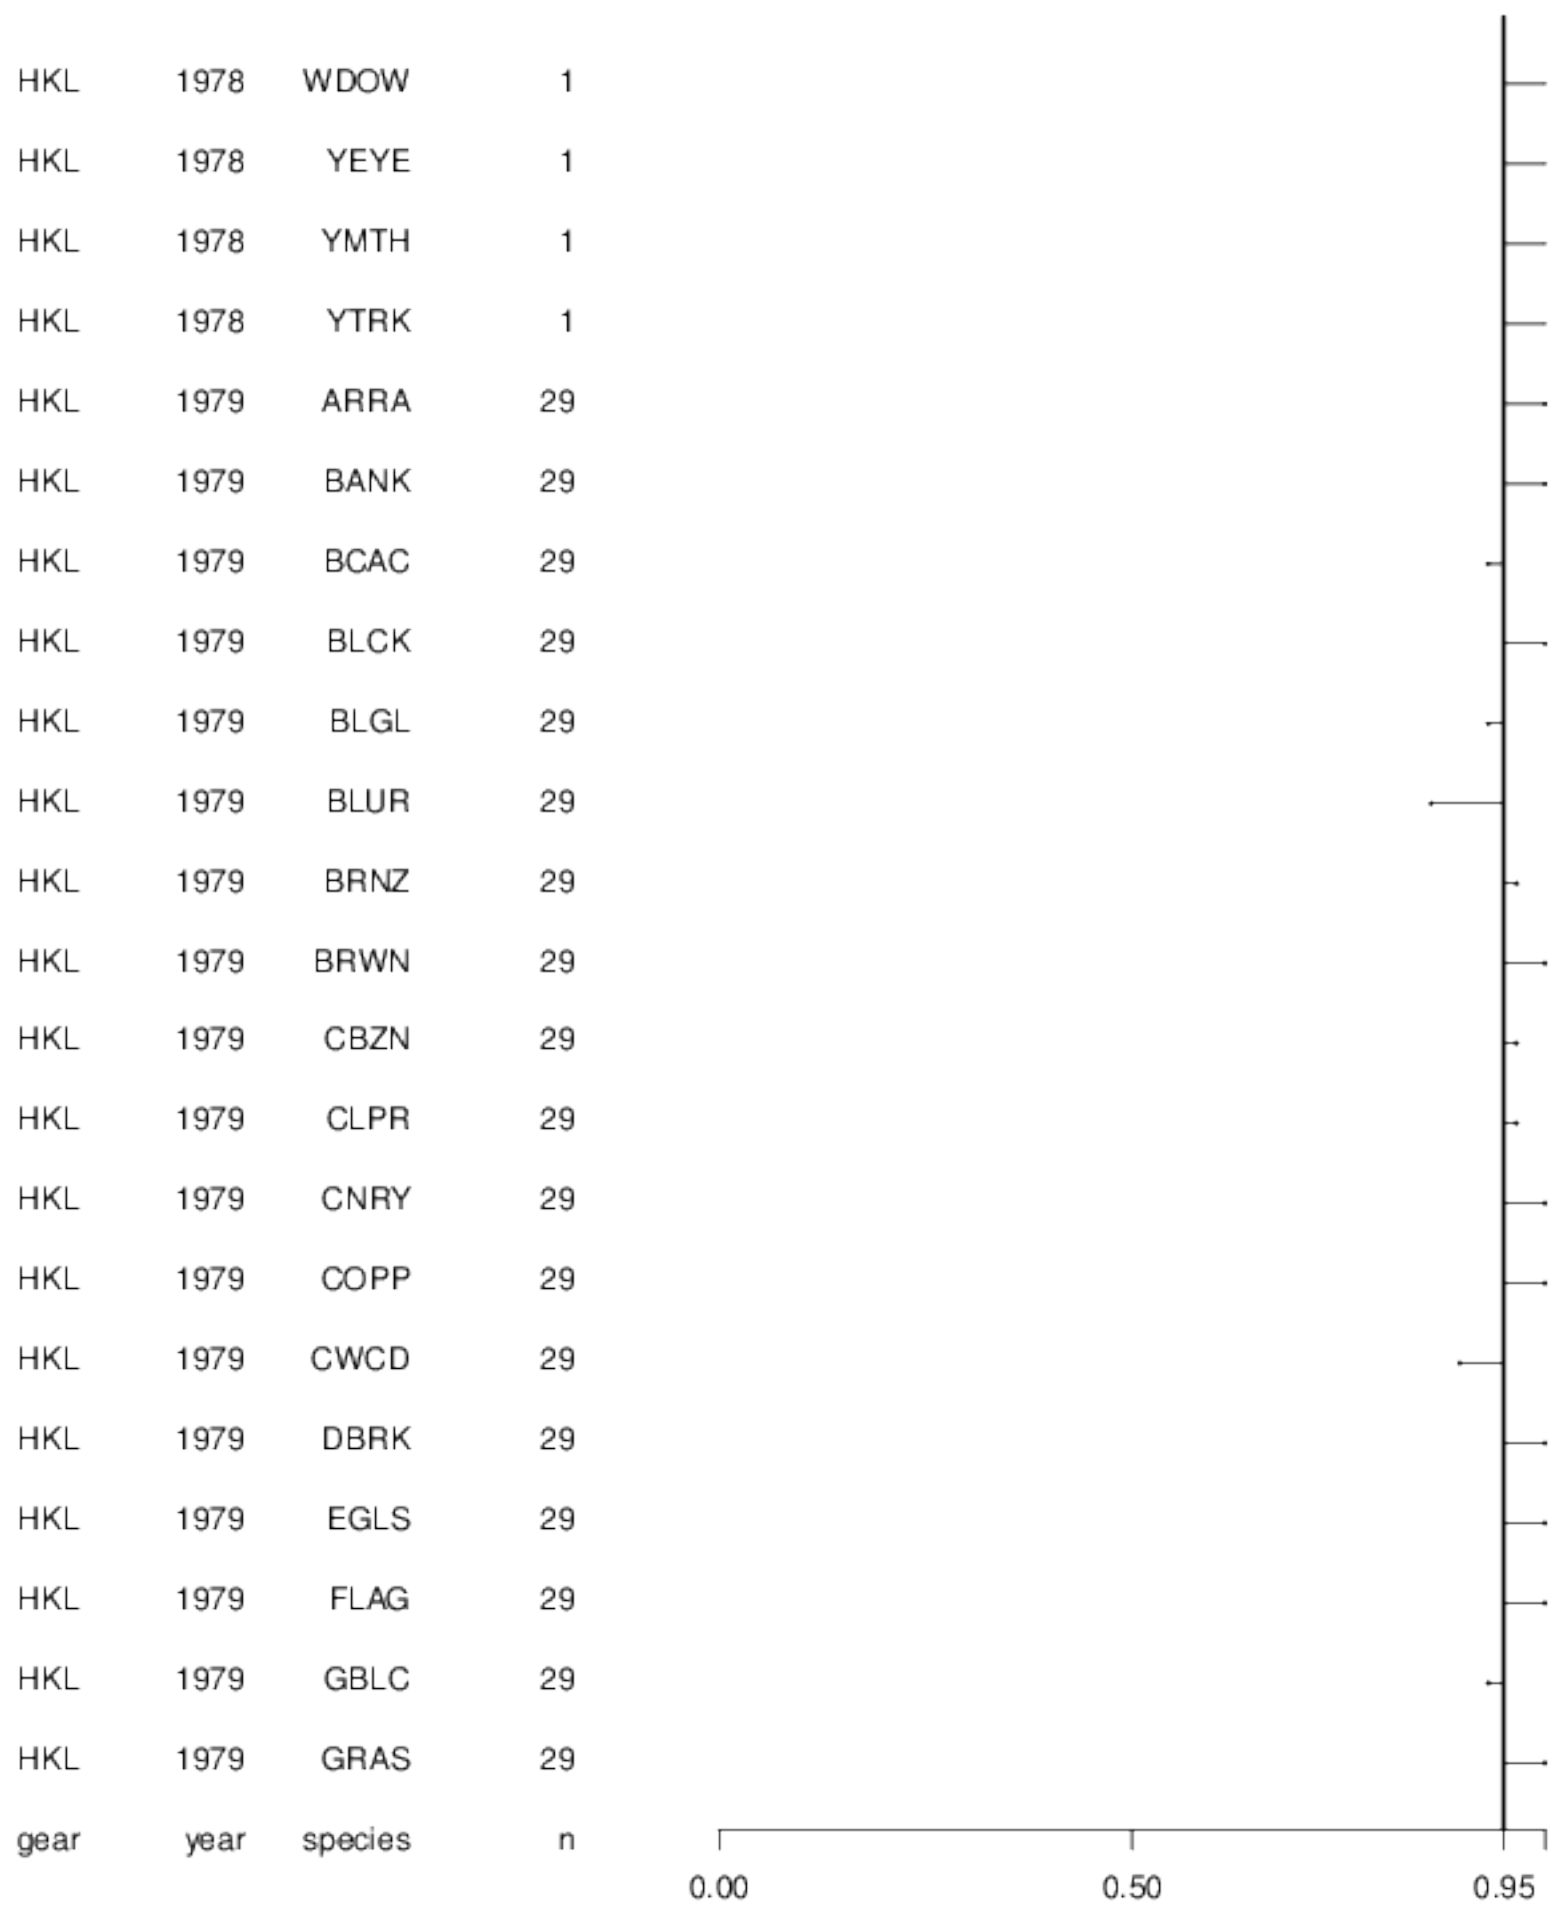 HKL 1978 WDOW 1
HKL 1978 YEYE 1
HKL 1978 YMTH 1
HKL 1978 YTRK 1
HKL 1979 ARRA 29
HKL 1979 BANK 29
HKL 1979 BCAC 29
HKL 1979 BLCK 29
HKL 1979 BLGL 29
HKL 1979 BLUR 29
HKL 1979 BRNZ 29
HKL 1979 BRWN 29
HKL 1979 CBZN 29
HKL 1979 CLPR 29
HKL 1979 CNRY 29
HKL 1979 COPP 29
HKL 1979 CWCD 29
HKL 1979 DBRK 29
HKL 1979 EGLS 29
HKL 1979 FLAG 29
HKL 1979 GBLC 29
HKL 1979 GRAS 29
gear year species n
0.00 0.50 0.95